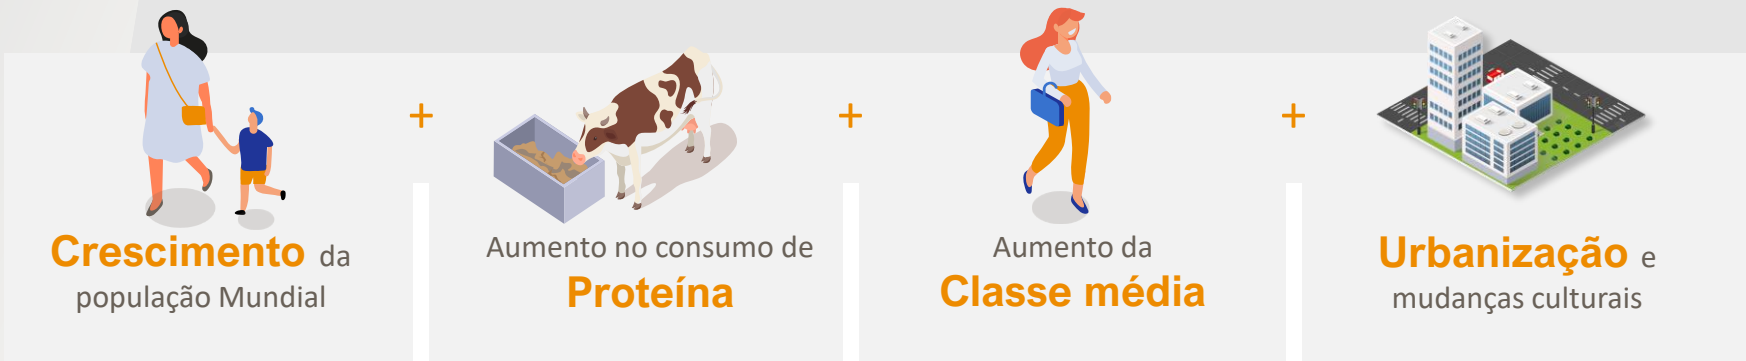 Crescimento da
população Mundial
+
Aumento no consumo de
Proteína
+
Aumento da
Classe média
+
Urbanização e
mudanças culturais